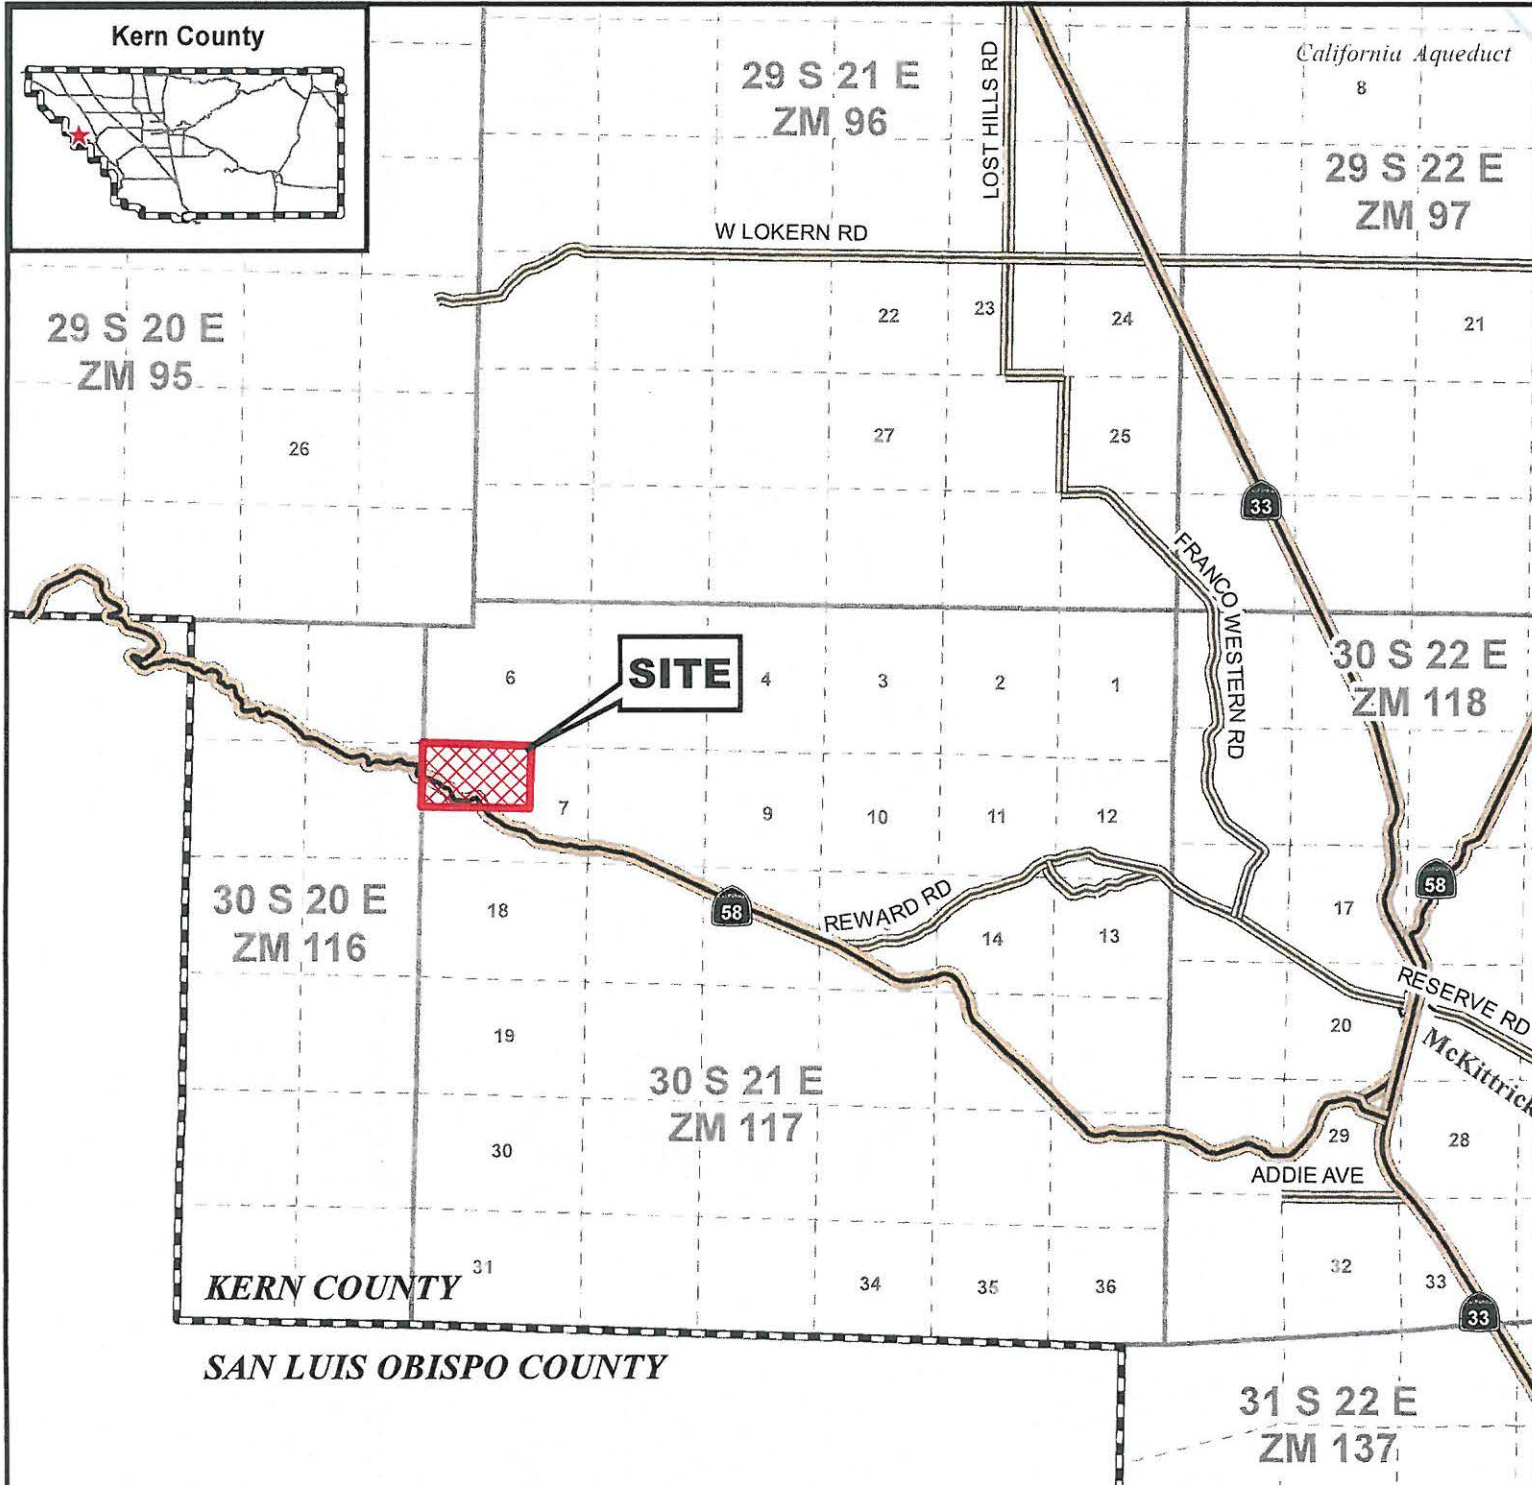 Kern County
29 S 21 E
ZM 96
LOST HILLS RD
California Aqueduct
8
29 S 22 E
ZM 97
W LOKERN RD
29 S 20 E
ZM 95
22
23
24
21
26
27
25
33
FRANCO WESTERN RD
SITE
6
4
3
2
1
30 S 22 E
ZM 118
7
9
10
11
12
30 S 20 E
ZM 116
18
58
REWARD RD
14
13
17
58
RESERVE RD
19
20
McKittrick
30 S 21 E
ZM 117
30
29
28
ADDIE AVE
31
34
35
36
32
33
33
KERN COUNTY
SAN LUIS OBISPO COUNTY
31 S 22 E
ZM 137